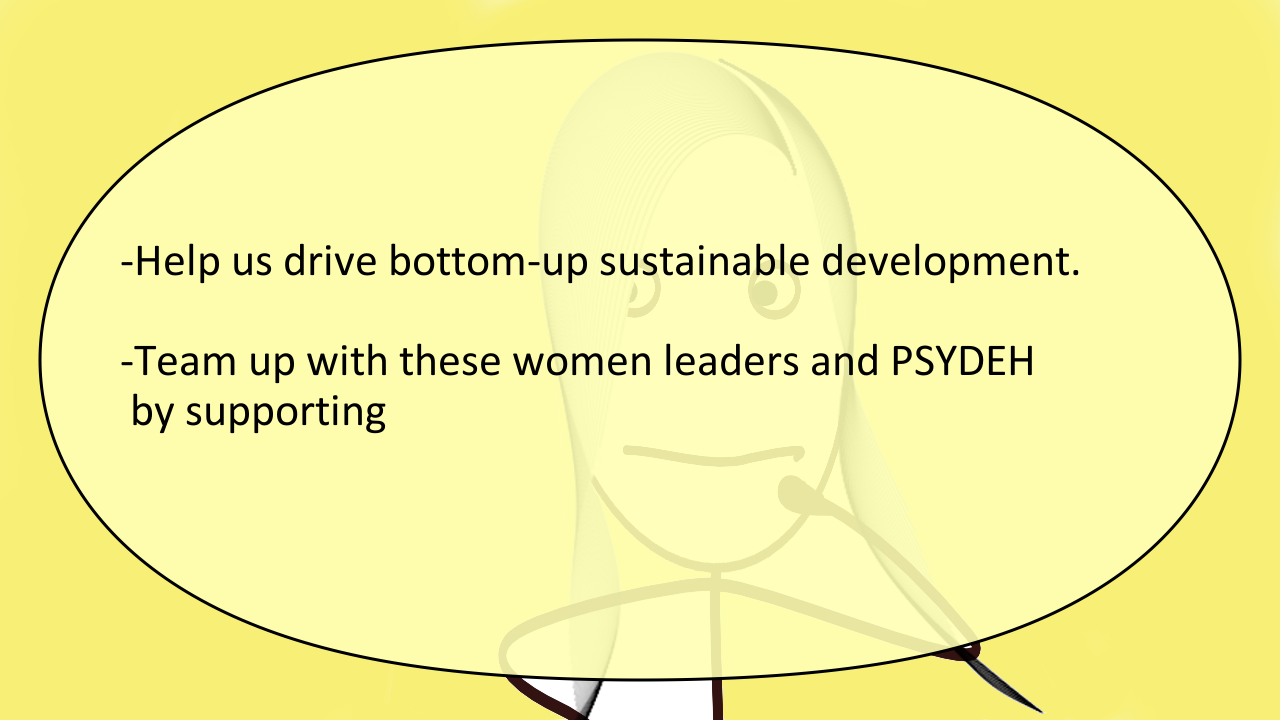 -Help us drive bottom-up sustainable development.
-Team up with these women leaders and PSYDEH
by supporting